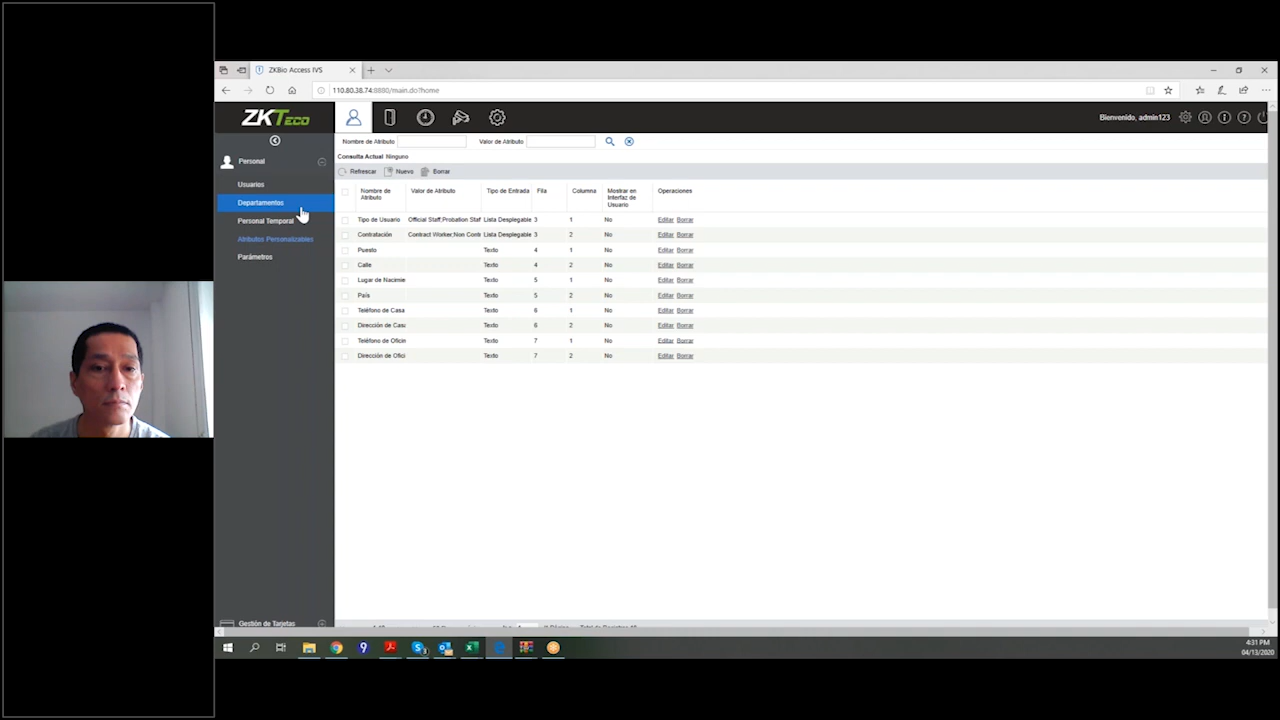 ZKBio Access IVS
110.80.38.74:8880/main.do?home
ZKTeco
Bienvenido, admin123
Personal
Usuarios
Departamentos
Personal Temporal
Atributos Personalizables
Parámetros
Gestión de Tarjetas
Nombre de Atributo Valor de Atributo
Consulta Actual Ninguno
Refrescar Nuevo Borrar
Nombre de Atributo Valor de Atributo Tipo de Entrada Fila Columna Mostrar en Interfaz de Usuario Operaciones
Tipo de Usuario Official Staff;Probation Staf Lista Desplegable 3 1 No Editar Borrar
Contratación Contract Worker;Non Contr Lista Desplegable 3 2 No Editar Borrar
Puesto Texto 4 1 No Editar Borrar
Calle Texto 4 2 No Editar Borrar
Lugar de Nacimie Texto 5 1 No Editar Borrar
País Texto 5 2 No Editar Borrar
Teléfono de Casa Texto 6 1 No Editar Borrar
Dirección de Casa Texto 6 2 No Editar Borrar
Teléfono de Oficin Texto 7 1 No Editar Borrar
Dirección de Ofici Texto 7 2 No Editar Borrar
4:31 PM
04/13/2020